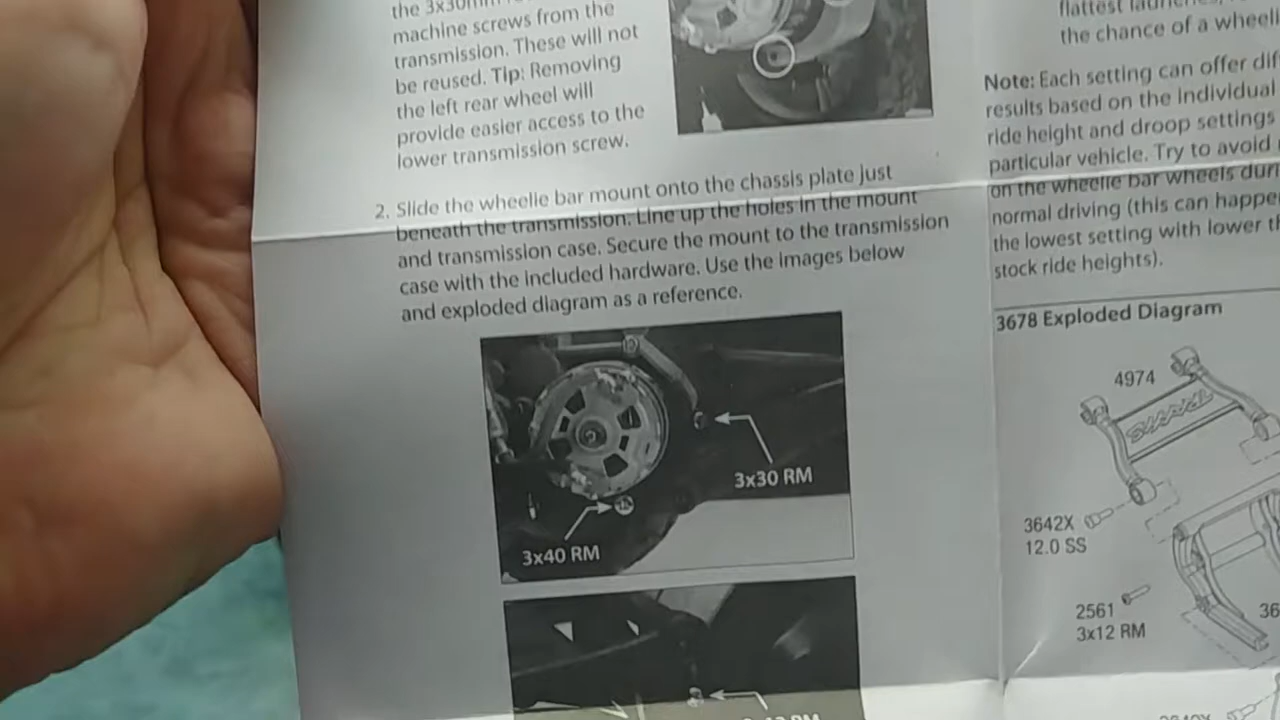 the 3x30mm
machine screws from the
transmission. These will not
be reused. Tip: Removing
the left rear wheel will
provide easier access to the
lower transmission screw.
2. Slide the wheelie bar mount onto the chassis plate just
beneath the transmission. Line up the holes in the mount
and transmission case. Secure the mount to the transmission
case with the included hardware. Use the images below
and exploded diagram as a reference.
3x30 RM
3x40 RM
RM
flattest
the chance of a
Note: Each setting can offer
results based on the individual
ride height and droop settings
particular vehicle. Try to avoid
on the wheelie bar wheels
normal driving (this can
the lowest setting with lower
stock ride heights).
3678 Exploded Diagram
4974
TRAXXAS
3642X
12.0 SS
2561
3x12 RM
36